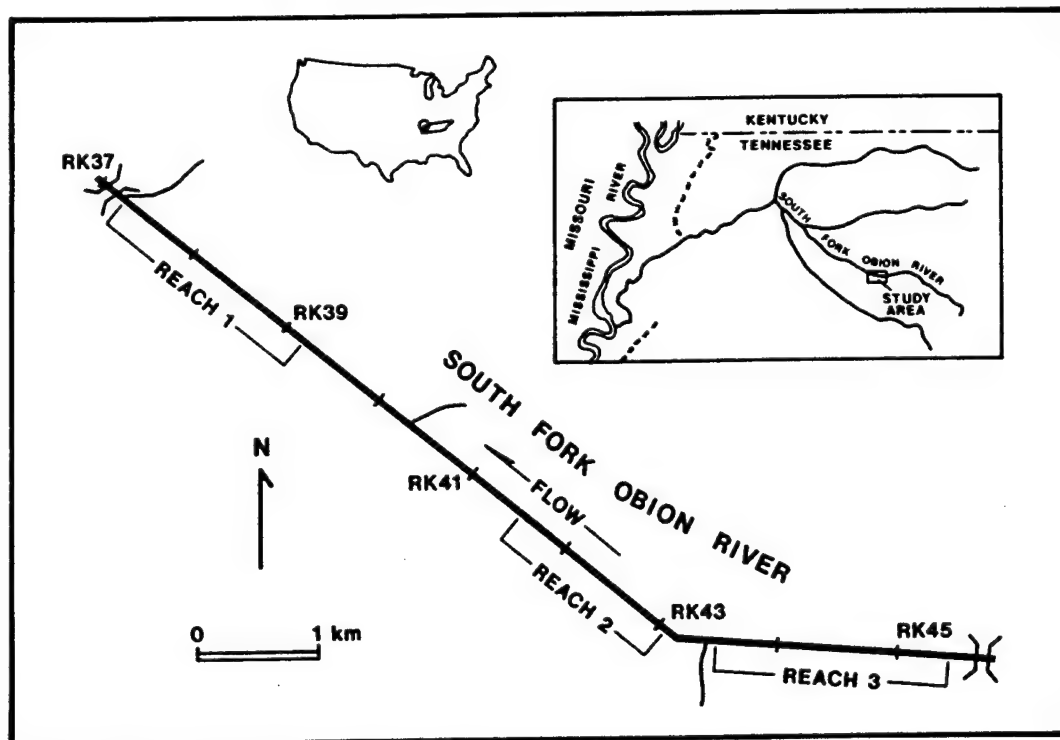 KENTUCKY
TENNESSEE
MISSOURI
MISSISSIPPI RIVER
SOUTH FORK OBION RIVER
STUDY
AREA
RK37
REACH 1
RK39
SOUTH FORK OBION RIVER
FLOW
N
RK41
REACH 2
RK43
RK45
REACH 3
0 1 km